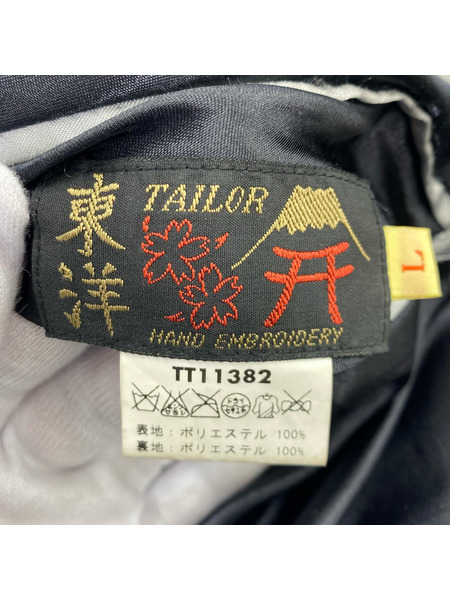 東洋
TAILOR
HAND EMBROIDERY
L
TT11382
表地：ポリエステル 100%
裏地：ポリエステル 100%